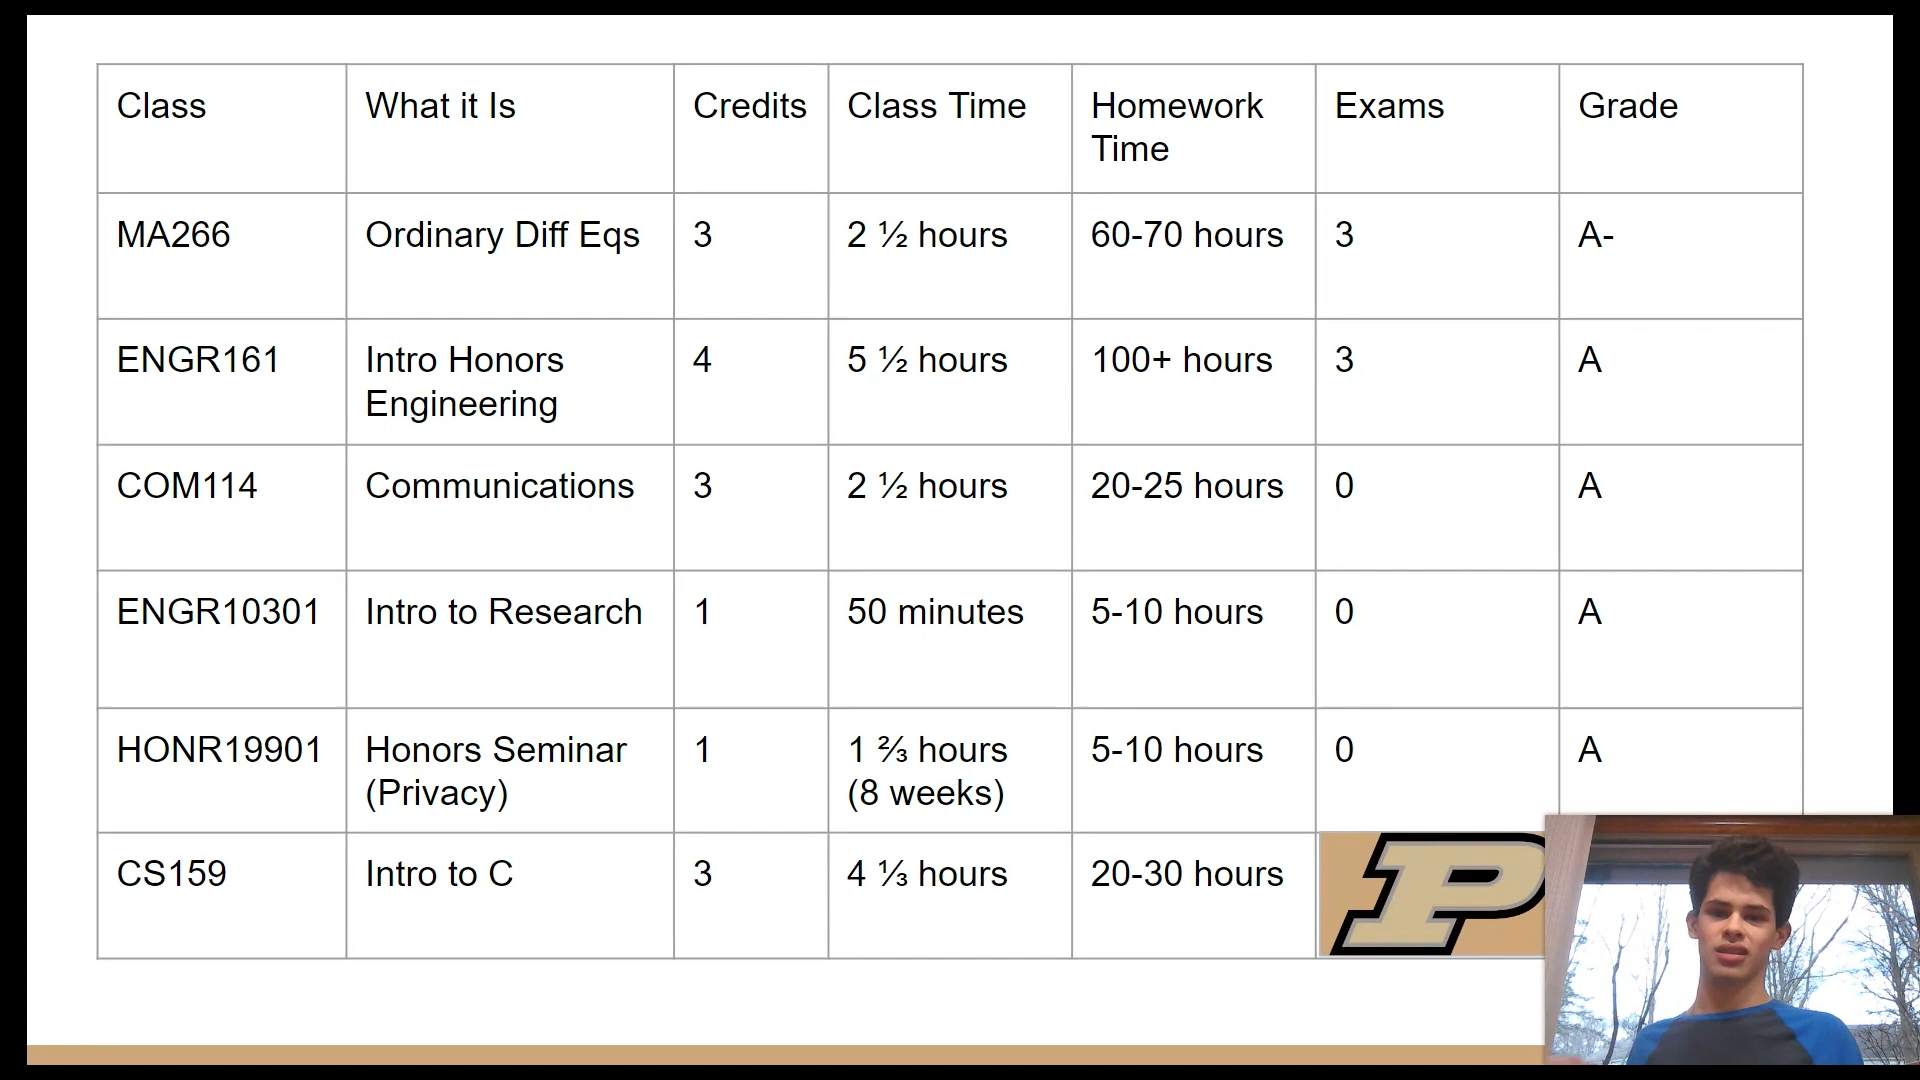 Class What it Is Credits Class Time Homework Time Exams Grade
MA266 Ordinary Diff Eqs 3 2 ½ hours 60-70 hours 3 A-
ENGR161 Intro Honors Engineering 4 5 ½ hours 100+ hours 3 A
COM114 Communications 3 2 ½ hours 20-25 hours 0 A
ENGR10301 Intro to Research 1 50 minutes 5-10 hours 0 A
HONR19901 Honors Seminar (Privacy) 1 1 ⅔ hours (8 weeks) 5-10 hours 0 A
CS159 Intro to C 3 4 ⅓ hours 20-30 hours P